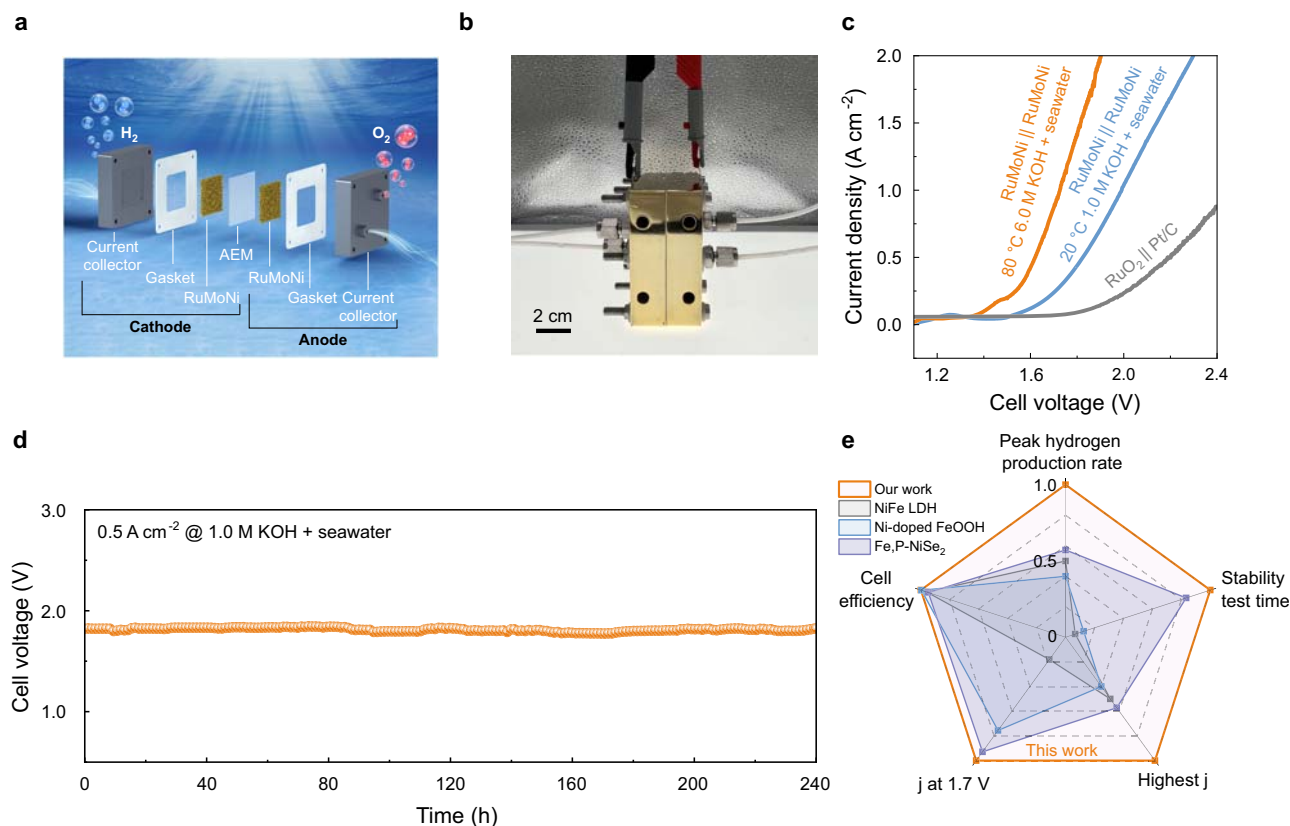 a
H₂
O₂
Current
collector
Gasket
RuMoNi
AEM
RuMoNi
Gasket
Current
collector
Cathode
Anode
b
2 cm
c
Current density (A cm⁻²)
2.0
1.5
1.0
0.5
0.0
RuMoNi || RuMoNi
80 °C 6.0 M KOH + seawater
RuMoNi || RuMoNi
20 °C 1.0 M KOH + seawater
RuO₂ || Pt/C
1.2
1.6
2.0
2.4
Cell voltage (V)
d
Cell voltage (V)
3.0
2.0
1.0
0.5 A cm⁻² @ 1.0 M KOH + seawater
0
40
80
120
160
200
240
Time (h)
e
Peak hydrogen
production rate
Our work
NiFe LDH
Ni-doped FeOOH
Fe,P-NiSe₂
1.0
0.5
0
Cell
efficiency
Stability
test time
This work
j at 1.7 V
Highest j